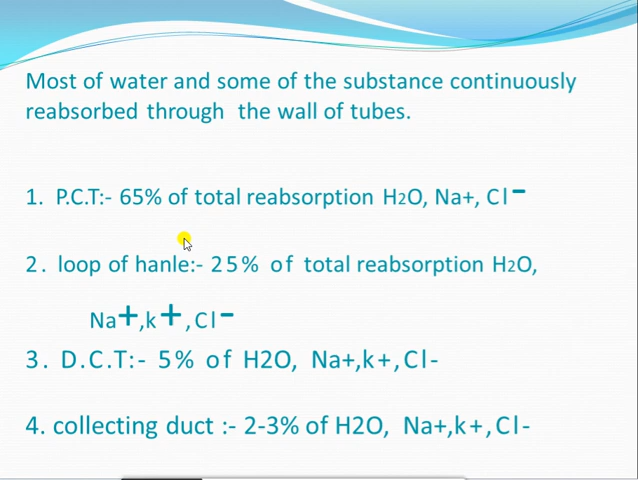 Most of water and some of the substance continuously
reabsorbed through the wall of tubes.
1. P.C.T:- 65% of total reabsorption H2O, Na+, Cl-
2. loop of hanle:- 25% of total reabsorption H2O,
Na+,k+,Cl-
3. D.C.T:- 5% of H2O, Na+,k+,Cl-
4. collecting duct :- 2-3% of H2O, Na+,k+,Cl-